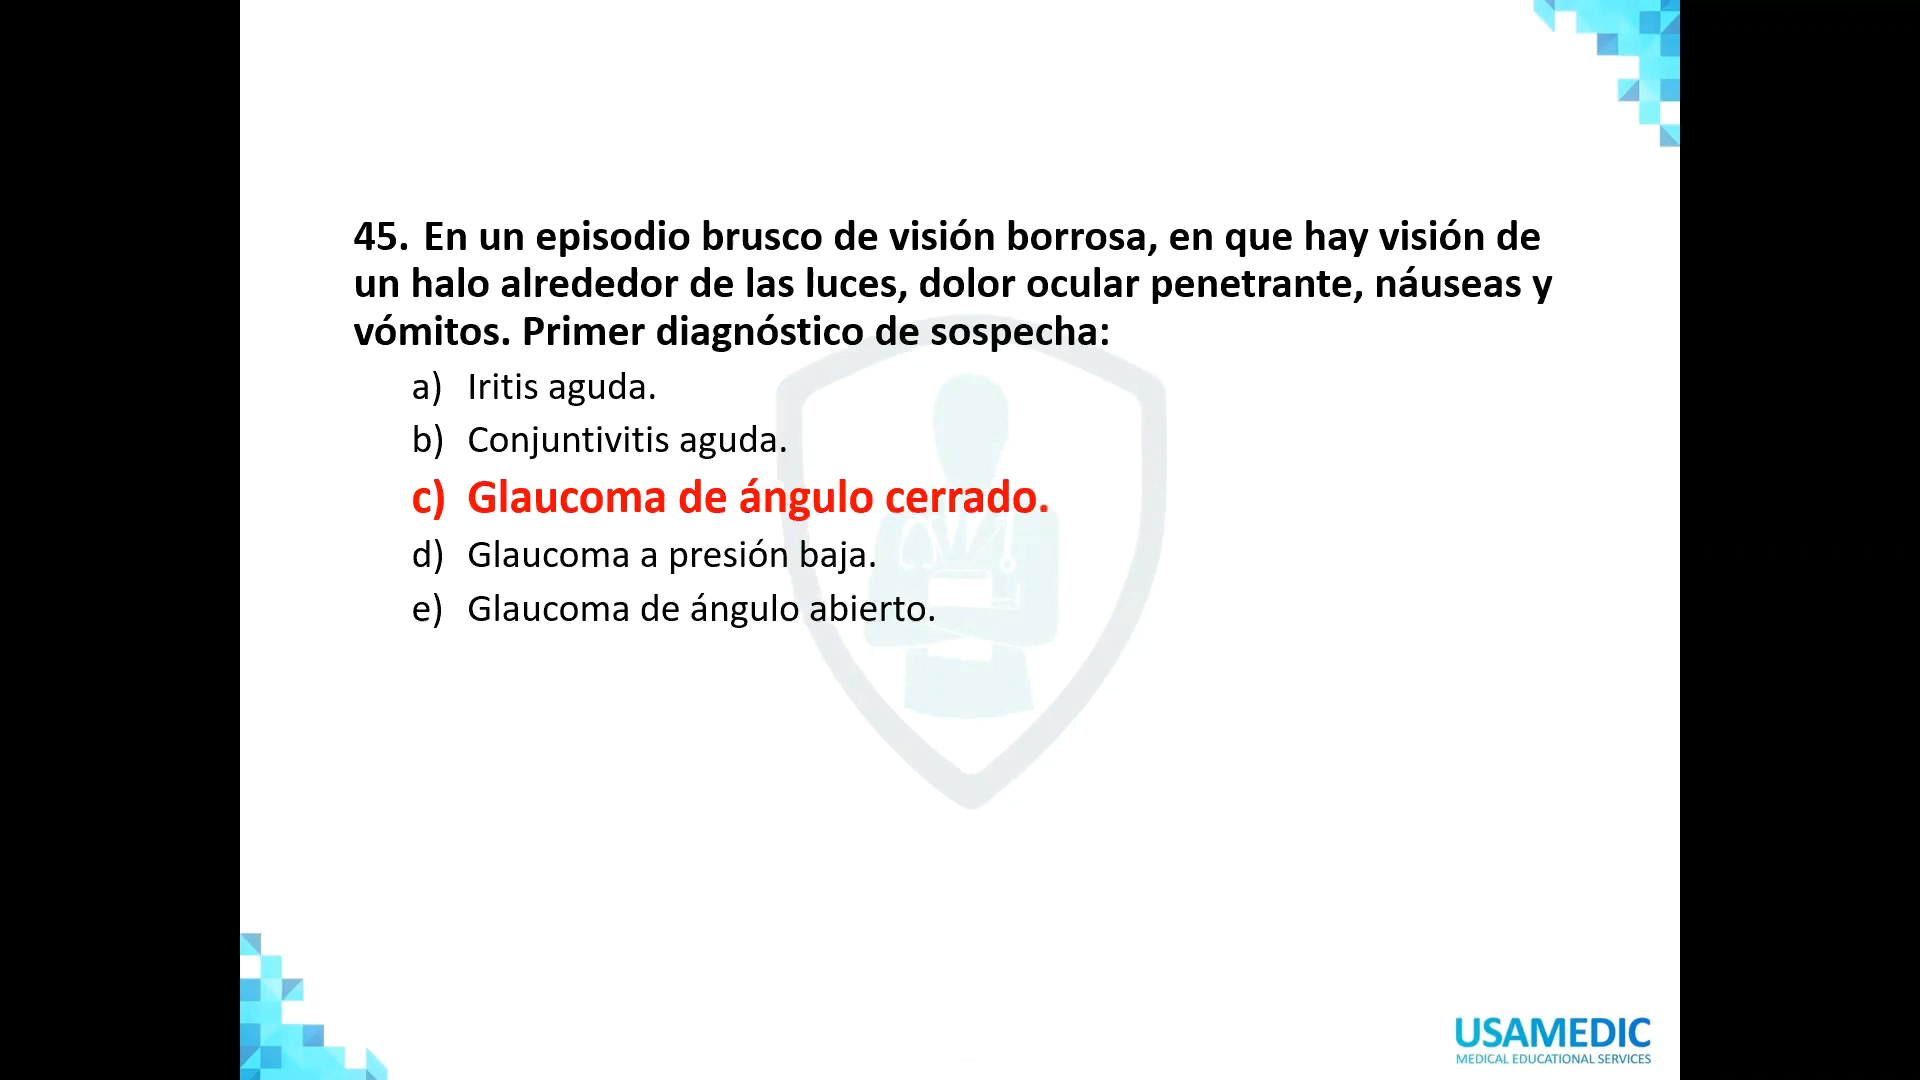 45. En un episodio brusco de visión borrosa, en que hay visión de
un halo alrededor de las luces, dolor ocular penetrante, náuseas y
vómitos. Primer diagnóstico de sospecha:
a) Iritis aguda.
b) Conjuntivitis aguda.
c) Glaucoma de ángulo cerrado.
d) Glaucoma a presión baja.
e) Glaucoma de ángulo abierto.
USAMEDIC
MEDICAL EDUCATIONAL SERVICES